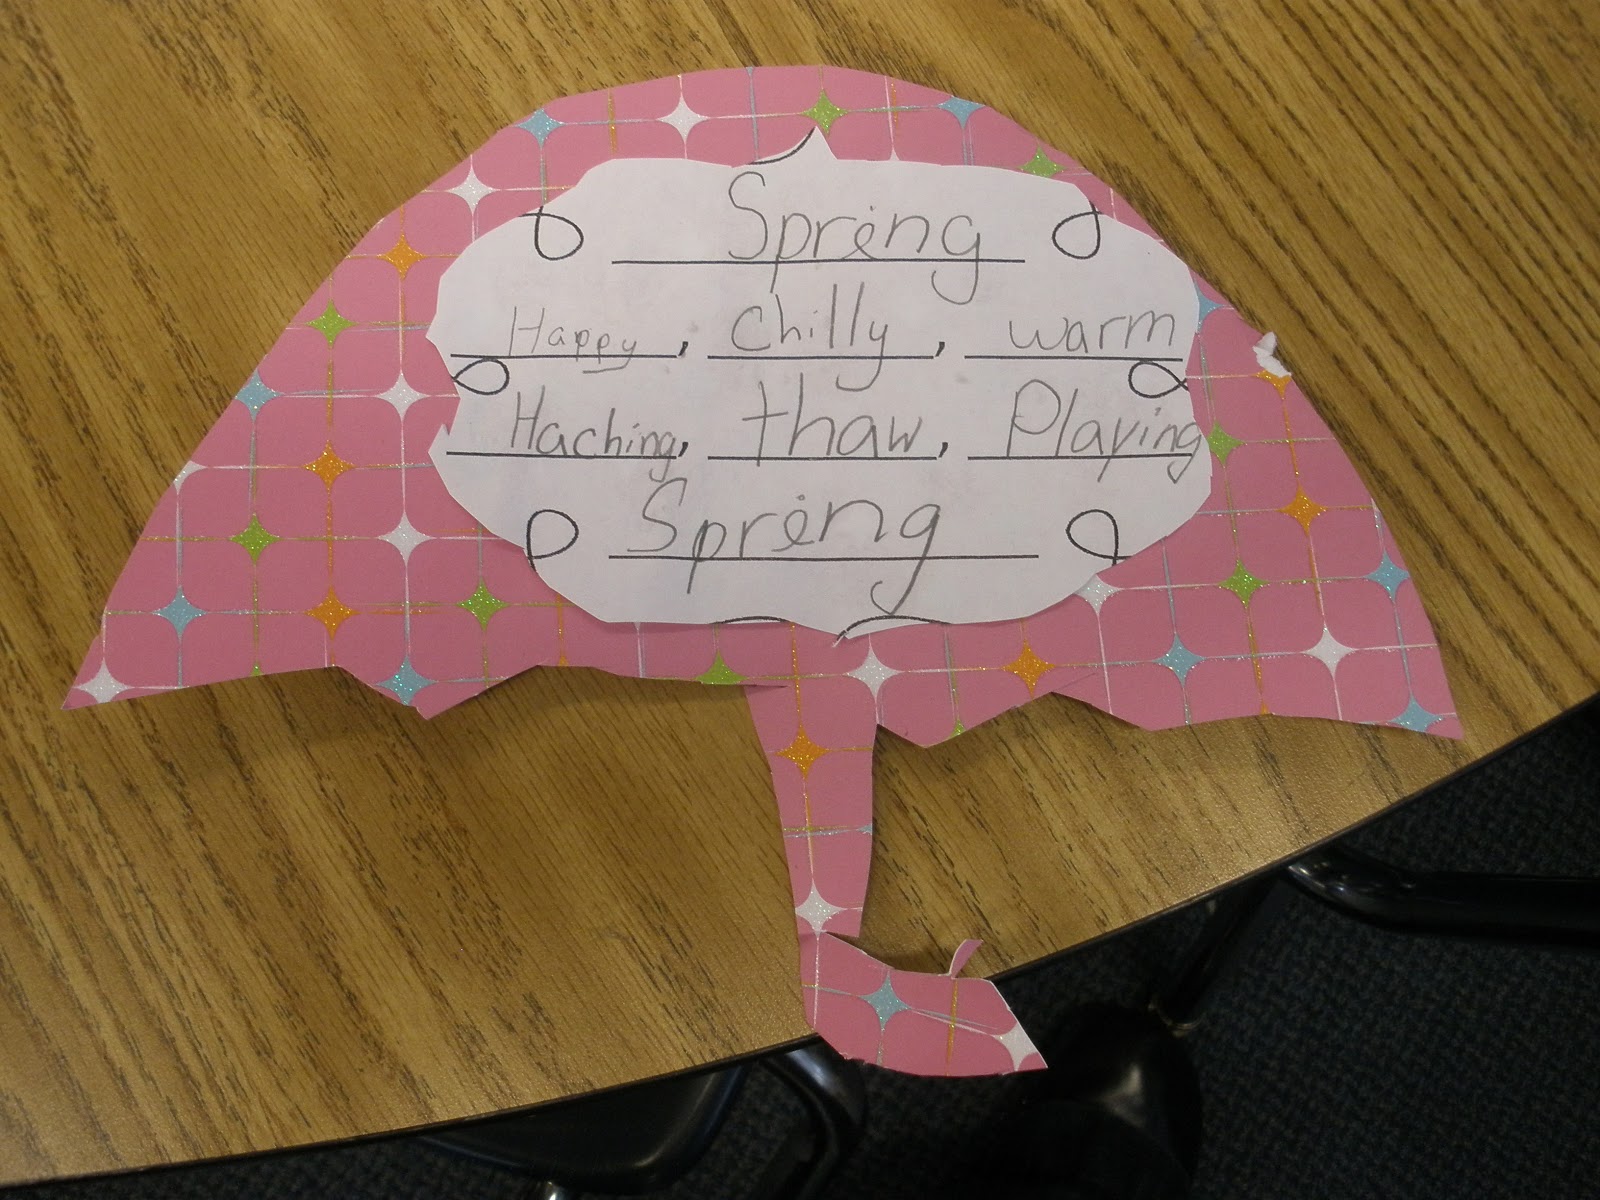 Spring
Happy, Chilly, warm
Haching, thaw, Playing
Spring